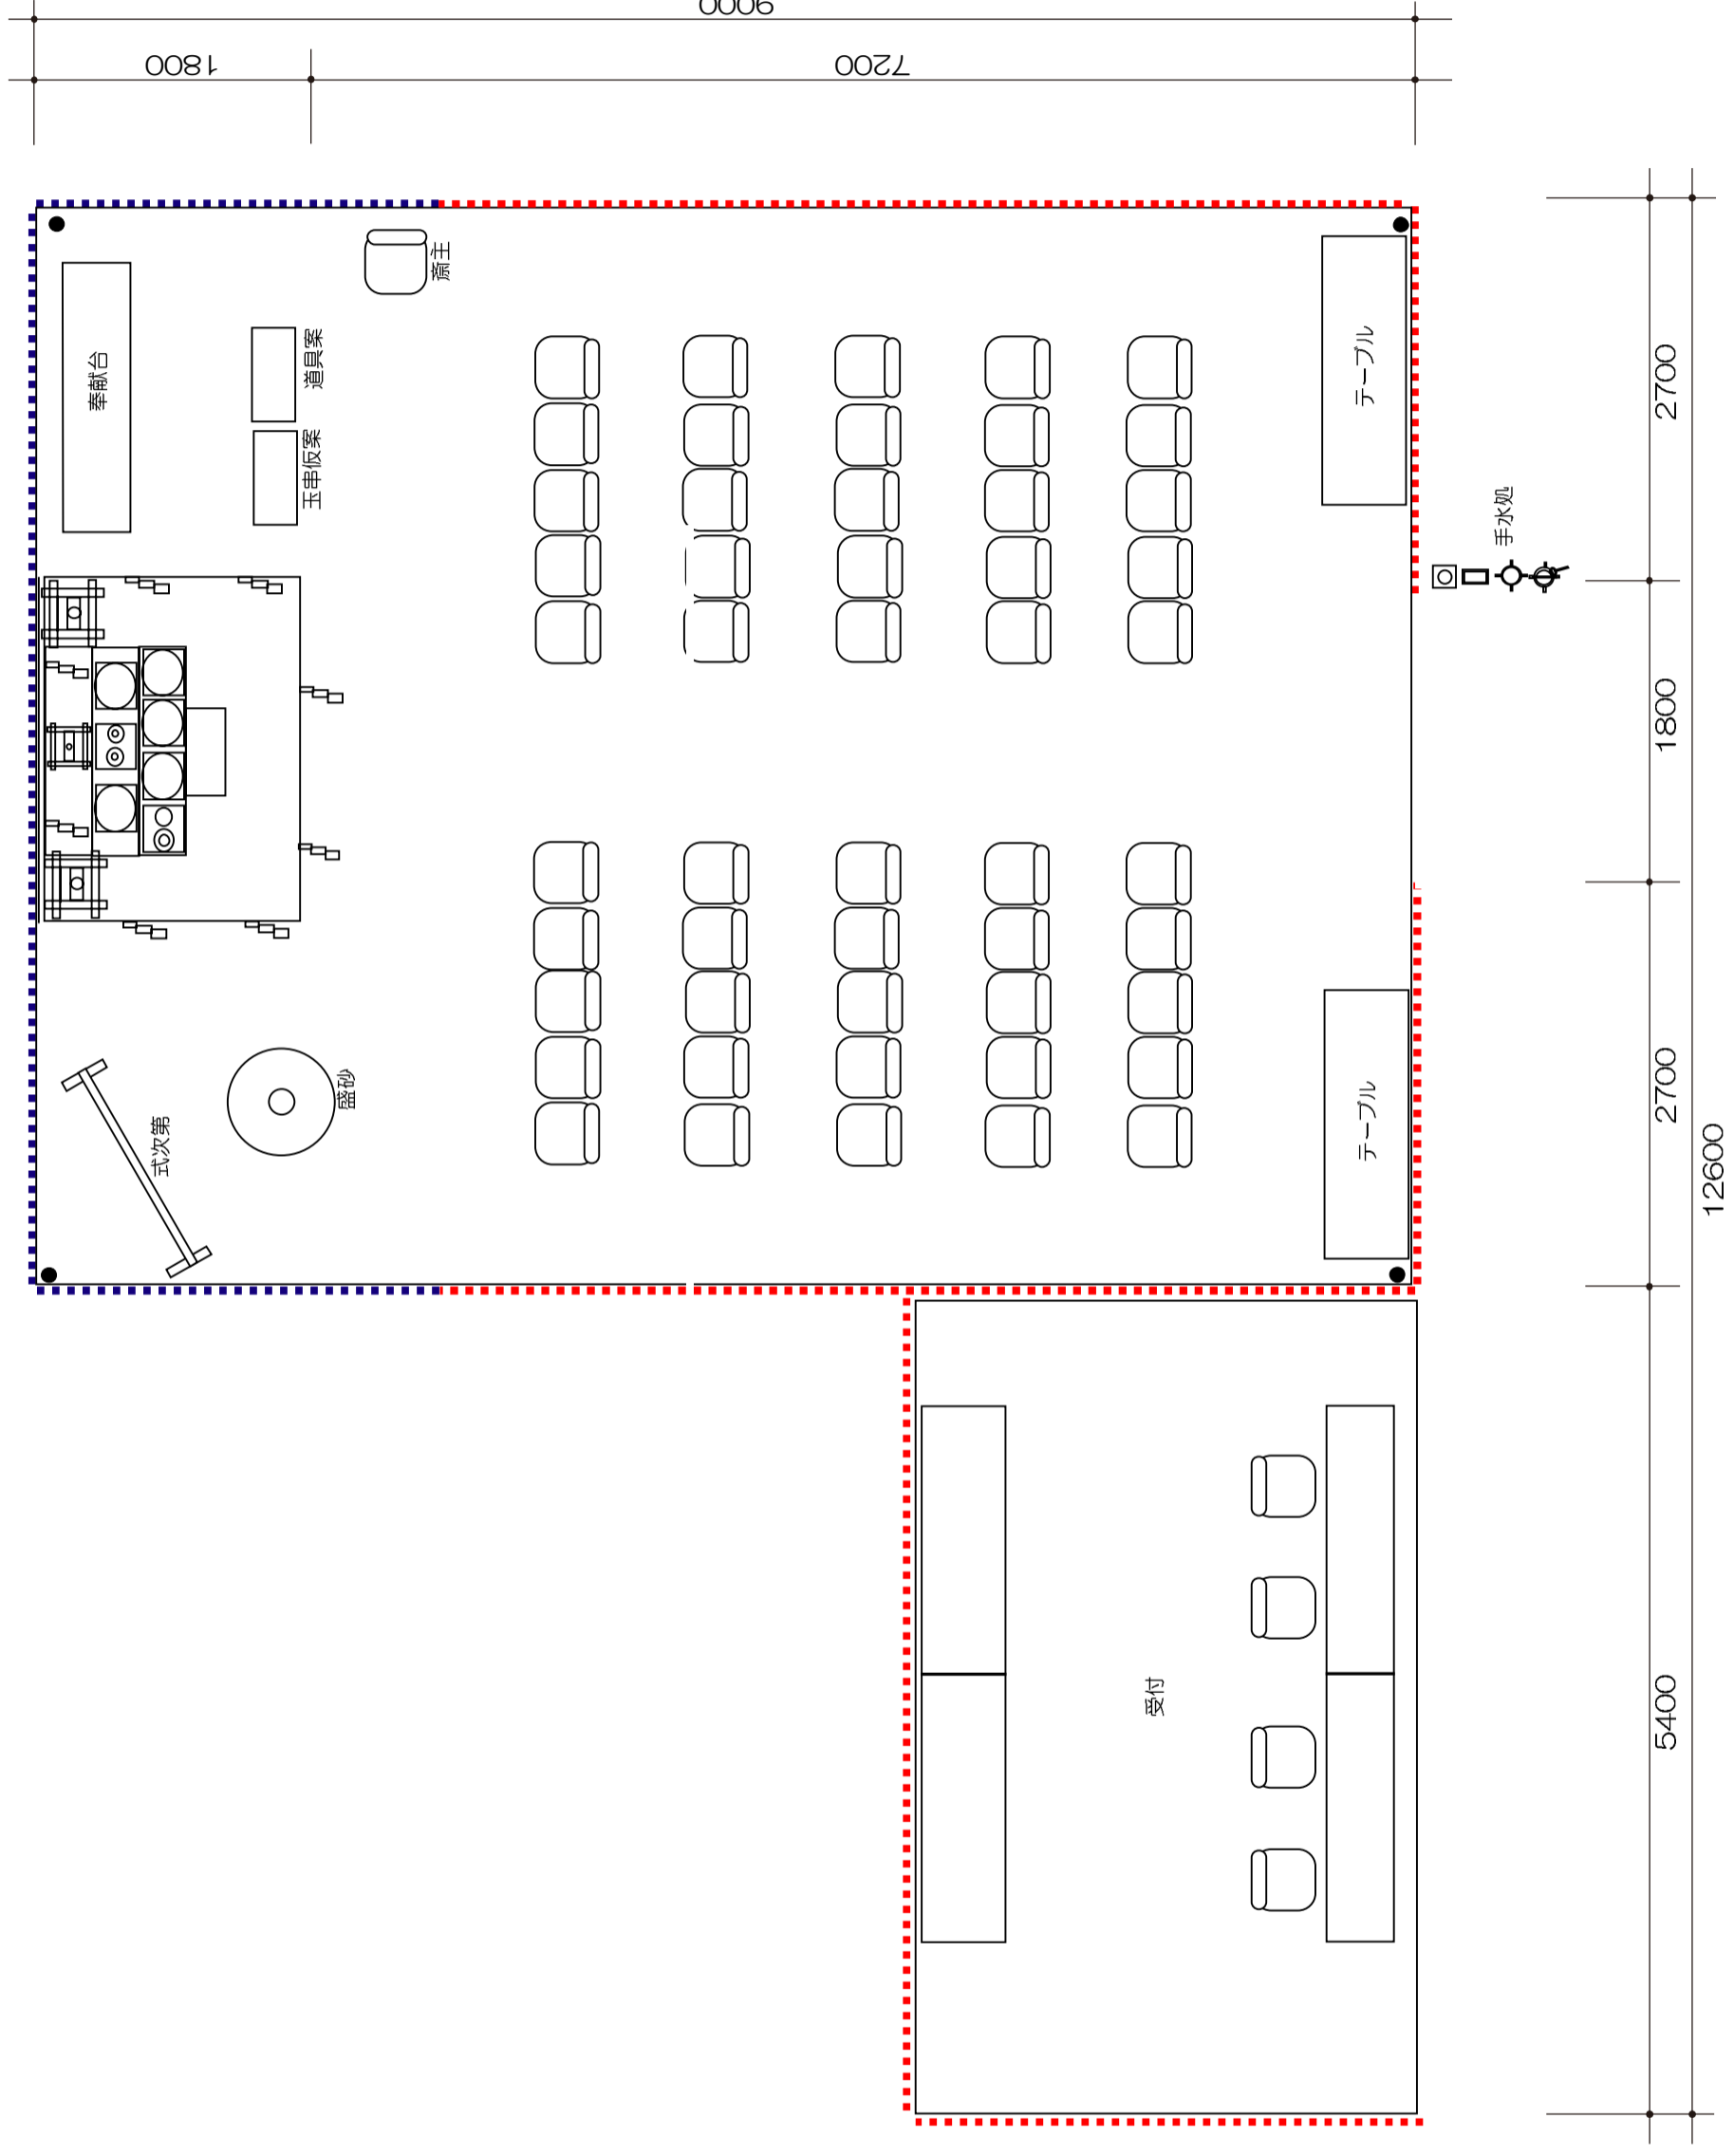 9000
1800
7200
斎主
奉献台
道具案
玉串仮案
テーブル
手水処
盛砂
式次第
テーブル
受付
2700
1800
2700
5400
12600